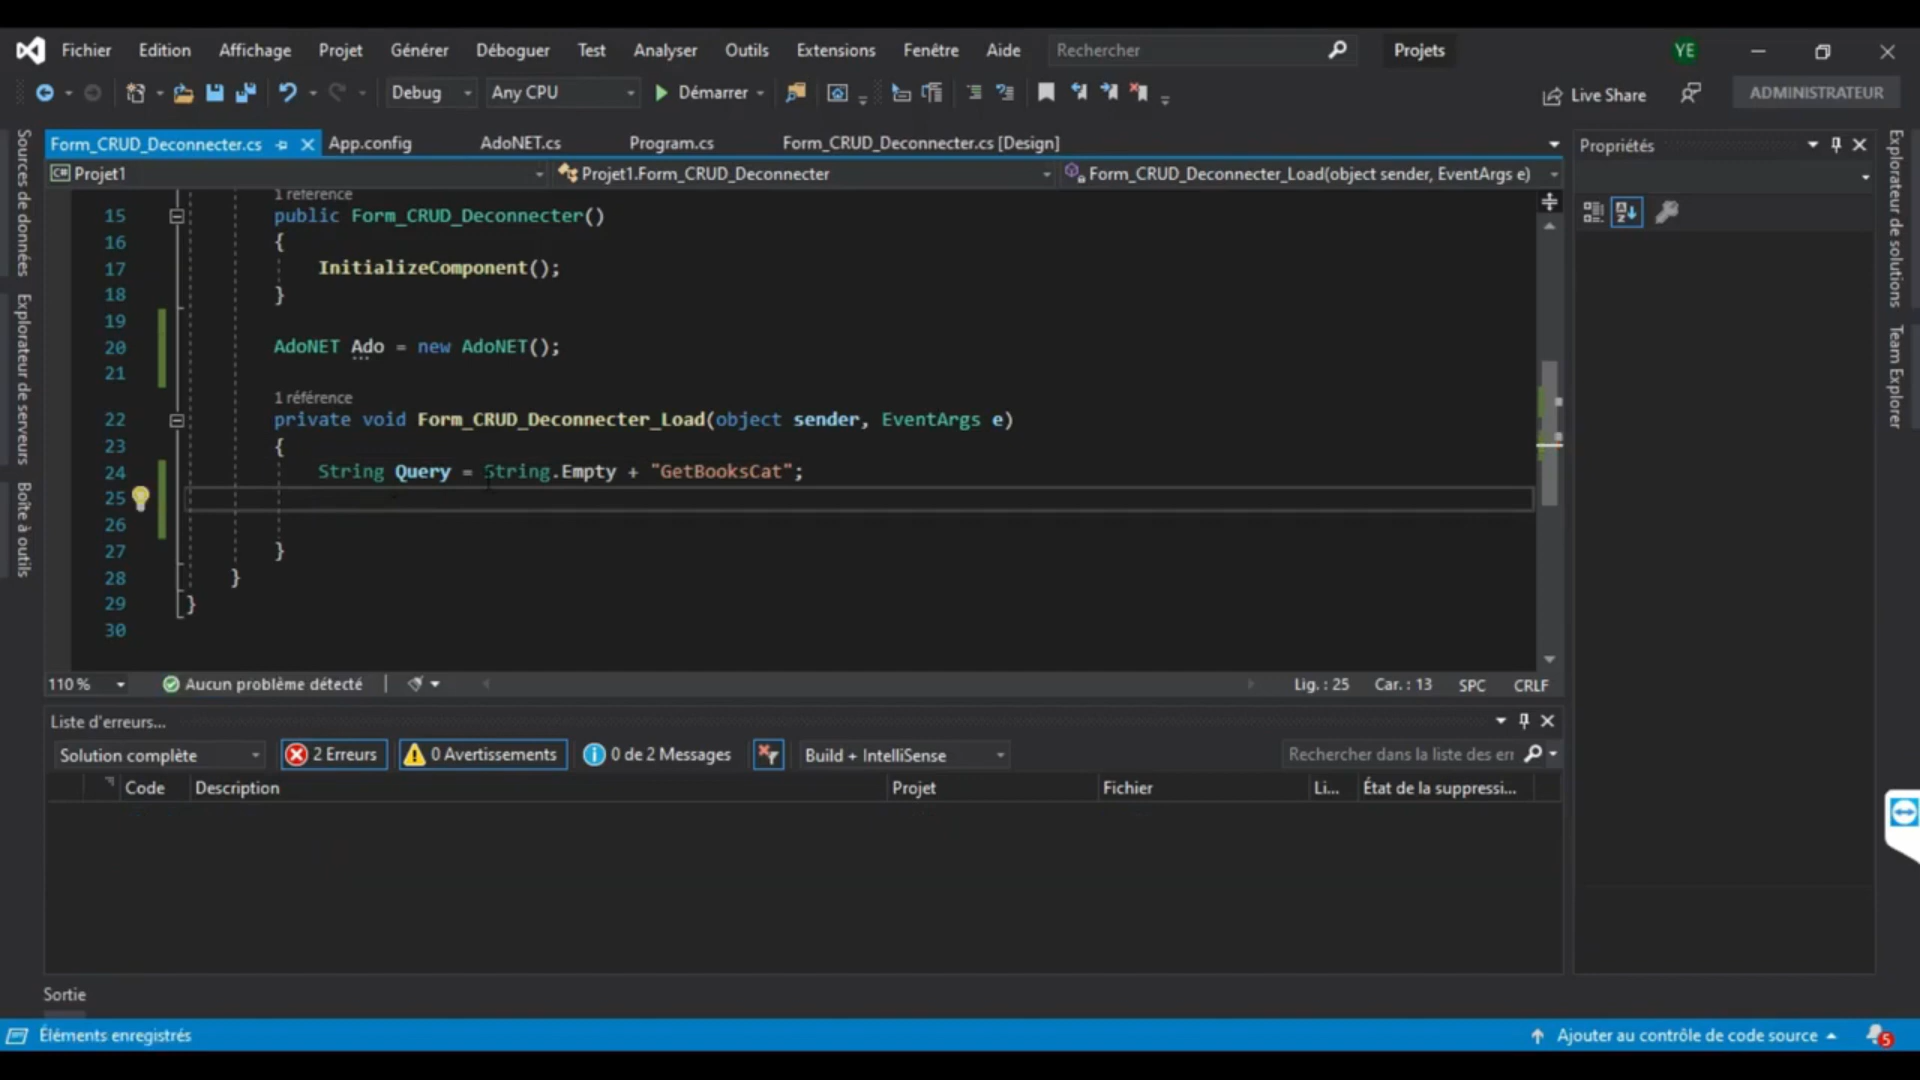 Fichier Edition Affichage Projet Générer Déboguer Test Analyser Outils Extensions Fenêtre Aide Rechercher Projets YE
Debug Any CPU Démarrer Live Share ADMINISTRATEUR
Form_CRUD_Deconnecter.cs App.config AdoNET.cs Program.cs Form_CRUD_Deconnecter.cs [Design]
Projet1 Projet1.Form_CRUD_Deconnecter Form_CRUD_Deconnecter_Load(object sender, EventArgs e)
1 référence
15 public Form_CRUD_Deconnecter()
16 {
17 InitializeComponent();
18 }
19
20 AdoNET Ado = new AdoNET();
21
1 référence
22 private void Form_CRUD_Deconnecter_Load(object sender, EventArgs e)
23 {
24 String Query = String.Empty + "GetBooksCat";
25
26
27 }
28 }
29 }
30
110 % Aucun problème détecté Lig. : 25 Car. : 13 SPC CRLF
Liste d'erreurs...
Solution complète 2 Erreurs 0 Avertissements 0 de 2 Messages Build + IntelliSense Rechercher dans la liste des err
Code Description Projet Fichier Li... État de la suppressi...
Sortie
Éléments enregistrés Ajouter au contrôle de code source 5
Sources de données
Explorateur de serveurs
Boîte à outils
Propriétés
Explorateur de solutions
Team Explorer